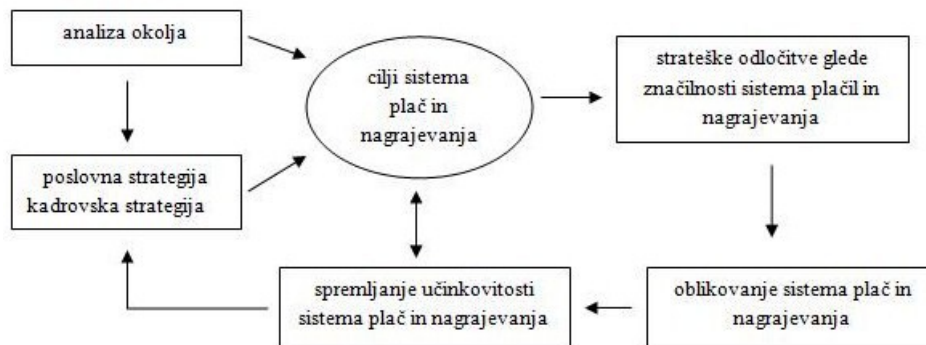 analiza okolja
cilji sistema
plač in
nagrajevanja
strateške odločitve glede
značilnosti sistema plačil in
nagrajevanja
poslovna strategija
kadrovska strategija
spremljanje učinkovitosti
sistema plač in nagrajevanja
oblikovanje sistema plač in
nagrajevanja